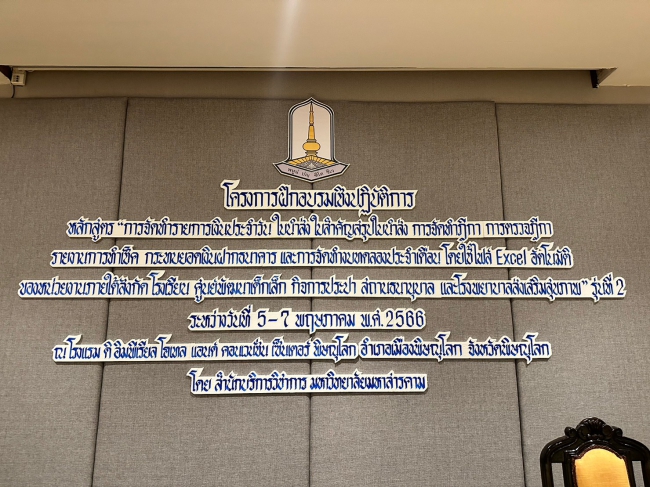 โครงการฝึกอบรมเชิงปฏิบัติการ
หลักสูตร "การจัดทำรายการเงินประจำวัน ใบนำส่ง ใบสำคัญสรุปใบนำส่ง การจัดทำฎีกา การตรวจฎีกา
รายงานการทำเช็ค กระทบยอดเงินฝากธนาคาร และการจัดทำงบทดลองประจำเดือน โดยใช้ไฟล์ Excel อัตโนมัติ
ของหน่วยงานภายใต้สังกัด โรงเรียน ศูนย์พัฒนาเด็กเล็ก กิจการประปา สถานธนานุบาล และโรงพยาบาลส่งเสริมสุขภาพ" รุ่นที่ 2
ระหว่างวันที่ 5-7 พฤษภาคม พ.ศ.2566
ณ โรงแรม ดิ อิมพีเรียล โฮเทล แอนด์ คอนเวนชั่น เซ็นเตอร์ พิษณุโลก อำเภอเมืองพิษณุโลก จังหวัดพิษณุโลก
โดย สำนักบริการวิชาการ มหาวิทยาลัยมหาสารคาม